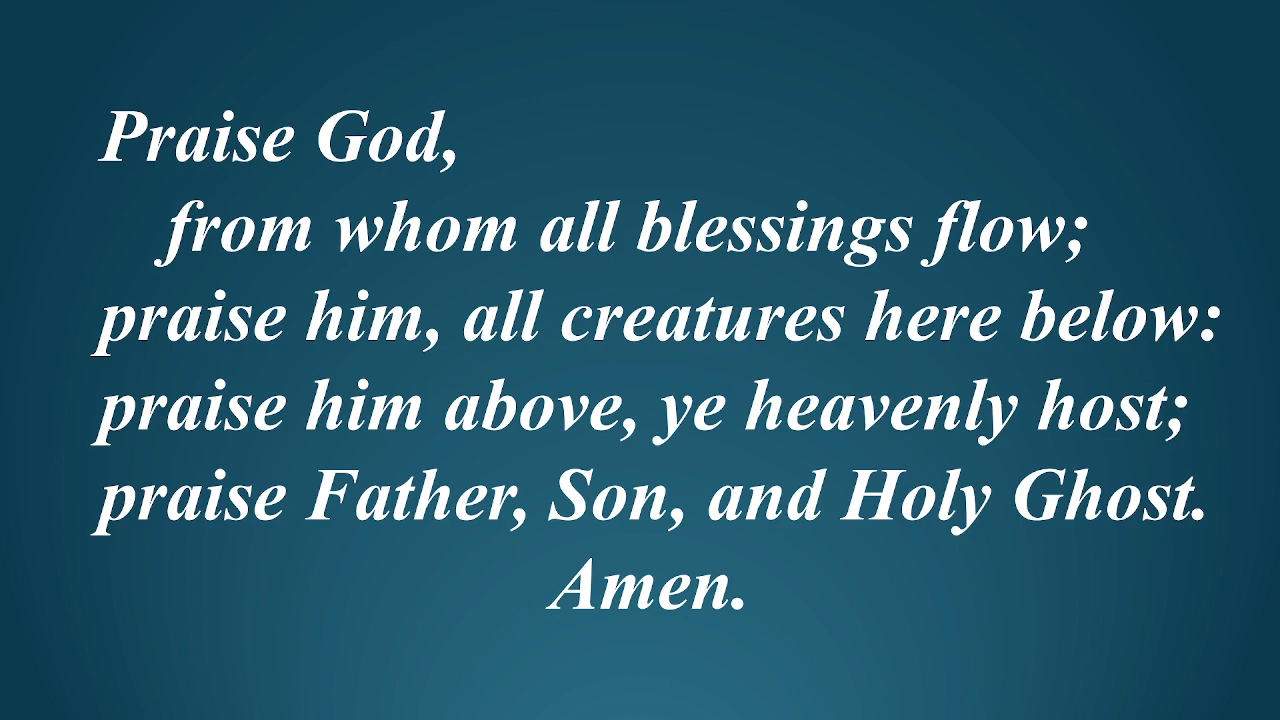 Praise God,
from whom all blessings flow;
praise him, all creatures here below:
praise him above, ye heavenly host;
praise Father, Son, and Holy Ghost.
Amen.